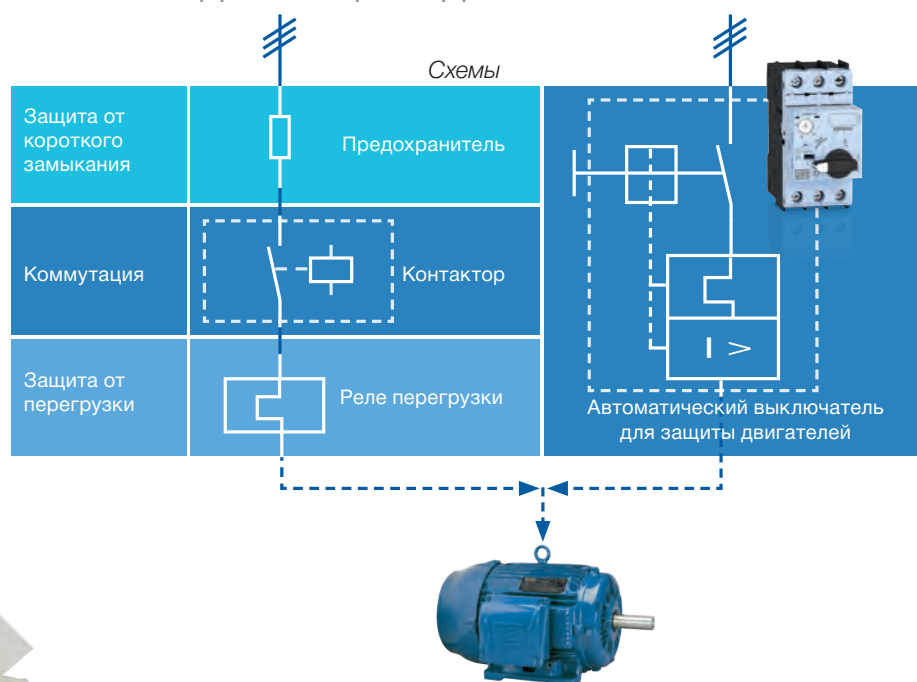 Схемы
Защита от
короткого
замыкания
Предохранитель
Коммутация
Контактор
Защита от
перегрузки
Реле перегрузки
I >
Автоматический выключатель
для защиты двигателей